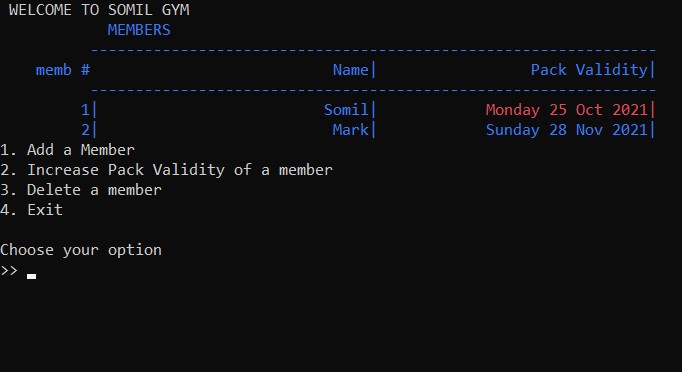 WELCOME TO SOMIL GYM
MEMBERS
---------------------------------------------------------------
memb # Name| Pack Validity|
---------------------------------------------------------------
1| Somil| Monday 25 Oct 2021|
2| Mark| Sunday 28 Nov 2021|
1. Add a Member
2. Increase Pack Validity of a member
3. Delete a member
4. Exit
Choose your option
>>